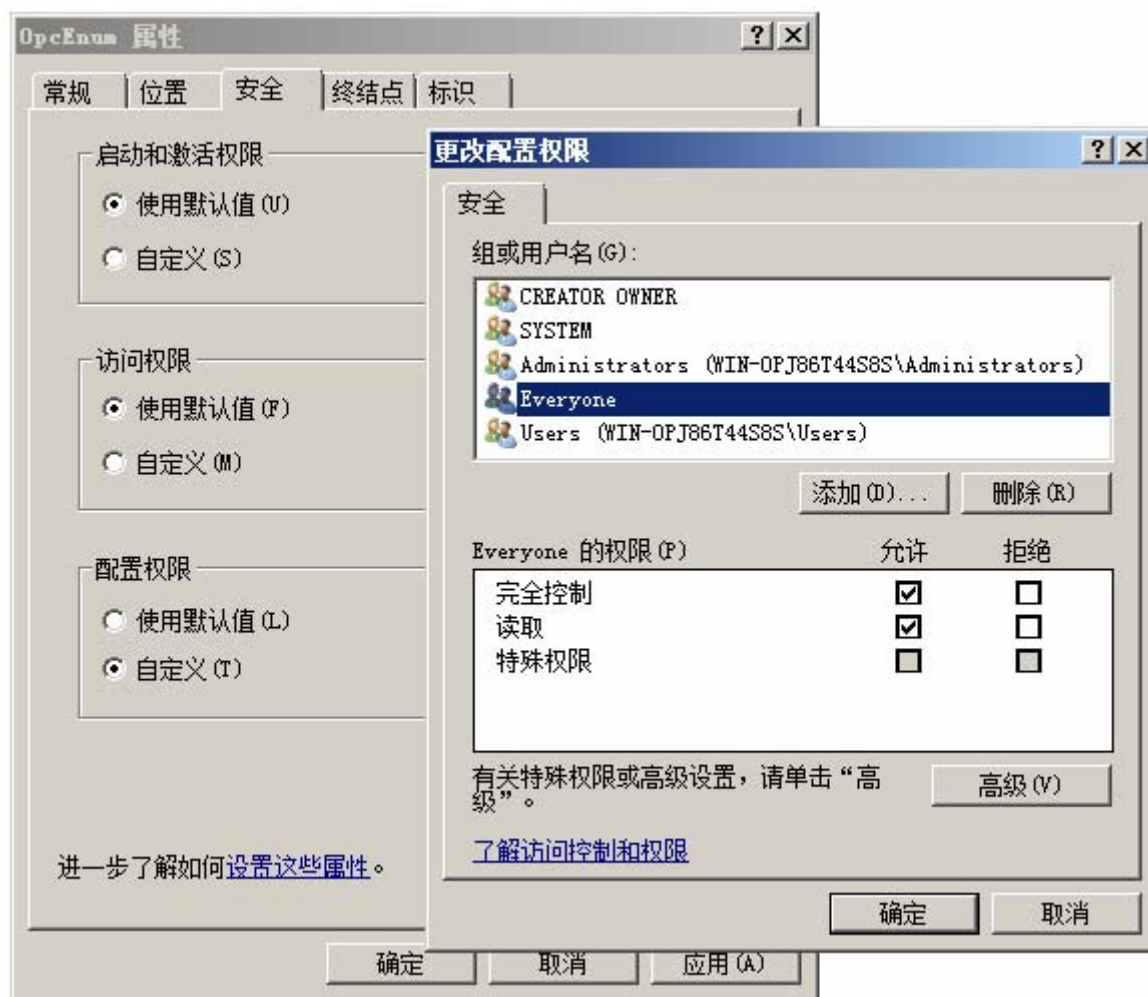 OpcEnum 属性
常规 位置 安全 终结点 标识
启动和激活权限
使用默认值(U)
自定义(S)
访问权限
使用默认值(F)
自定义(M)
配置权限
使用默认值(L)
自定义(T)
进一步了解如何设置这些属性。
确定 取消 应用(A)
更改配置权限
安全
组或用户名(G):
CREATOR OWNER
SYSTEM
Administrators (WIN-OPJ86T44S8S\Administrators)
Everyone
Users (WIN-OPJ86T44S8S\Users)
添加(D)... 删除(R)
Everyone 的权限(P) 允许 拒绝
完全控制
读取
特殊权限
有关特殊权限或高级设置，请单击“高
级”。
高级(V)
了解访问控制和权限
确定 取消